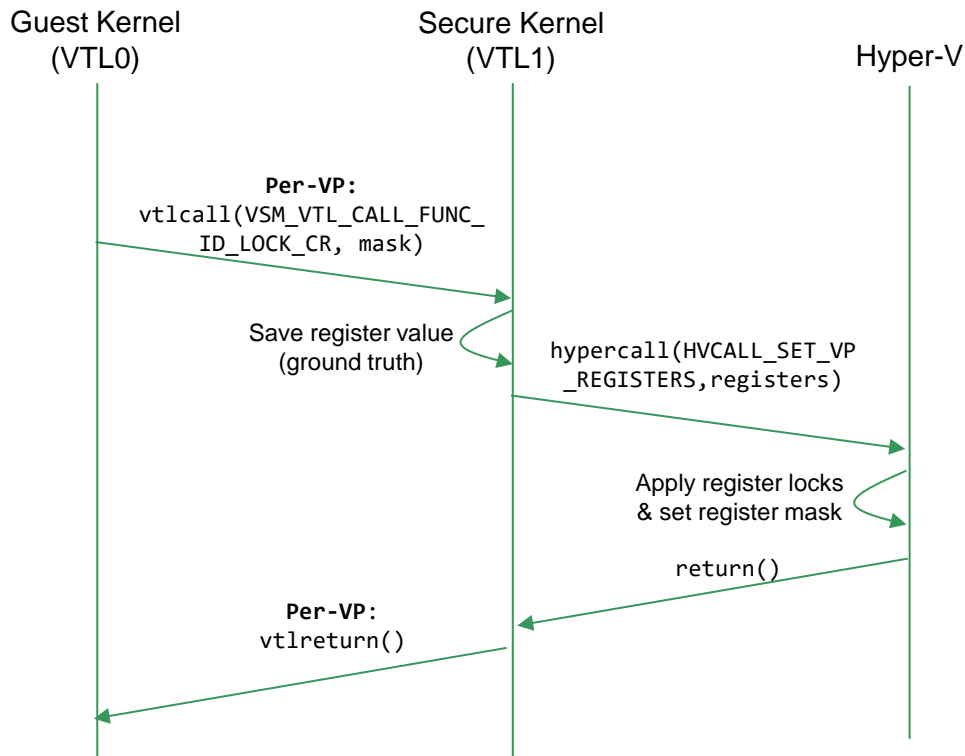 Guest Kernel
(VTL0)
Secure Kernel
(VTL1)
Hyper-V
Per-VP:
vtlcall(VSM_VTL_CALL_FUNC_
ID_LOCK_CR, mask)
Save register value
(ground truth)
hypercall(HVCALL_SET_VP
_REGISTERS,registers)
Apply register locks
& set register mask
return()
Per-VP:
vtlreturn()